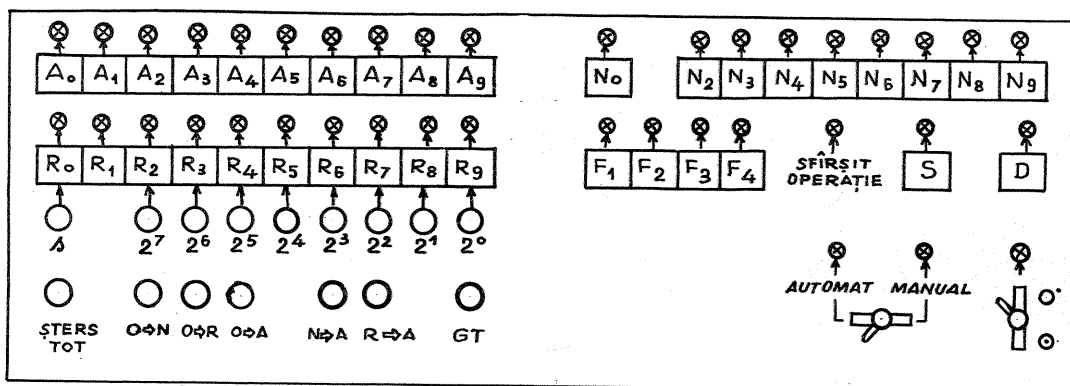 A₀ A₁ A₂ A₃ A₄ A₅ A₆ A₇ A₈ A₉ N₀ N₂ N₃ N₄ N₅ N₆ N₇ N₈ N₉
R₀ R₁ R₂ R₃ R₄ R₅ R₆ R₇ R₈ R₉ F₁ F₂ F₃ F₄ SFÎRȘIT OPERAȚIE S D
s 2⁷ 2⁶ 2⁵ 2⁴ 2³ 2² 2¹ 2⁰
AUTOMAT MANUAL
ȘTERS TOT O⇒N O⇒R O⇒A N⇒A R⇒A GT